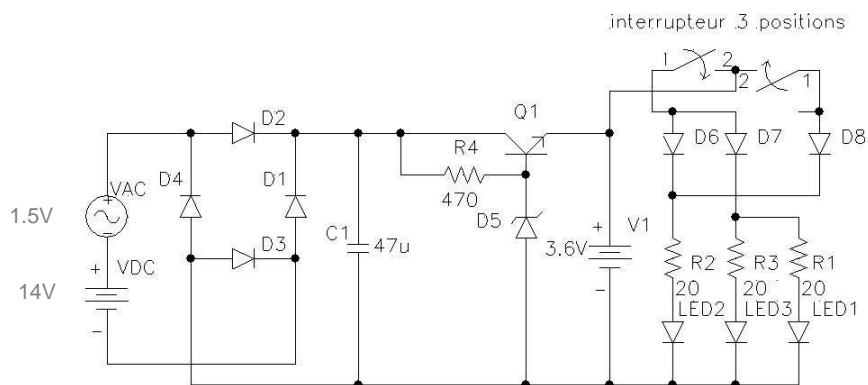 interrupteur 3 positions
1 2 2 1
Q1
D2
D6 D7 D8
R4
D4 D1
VAC
470
1.5V
D5 V1
D3 C1 47u
+ VDC
+
3.6V
R2 R3 R1
14V
20 20 20
- -
LED2 LED3 LED1